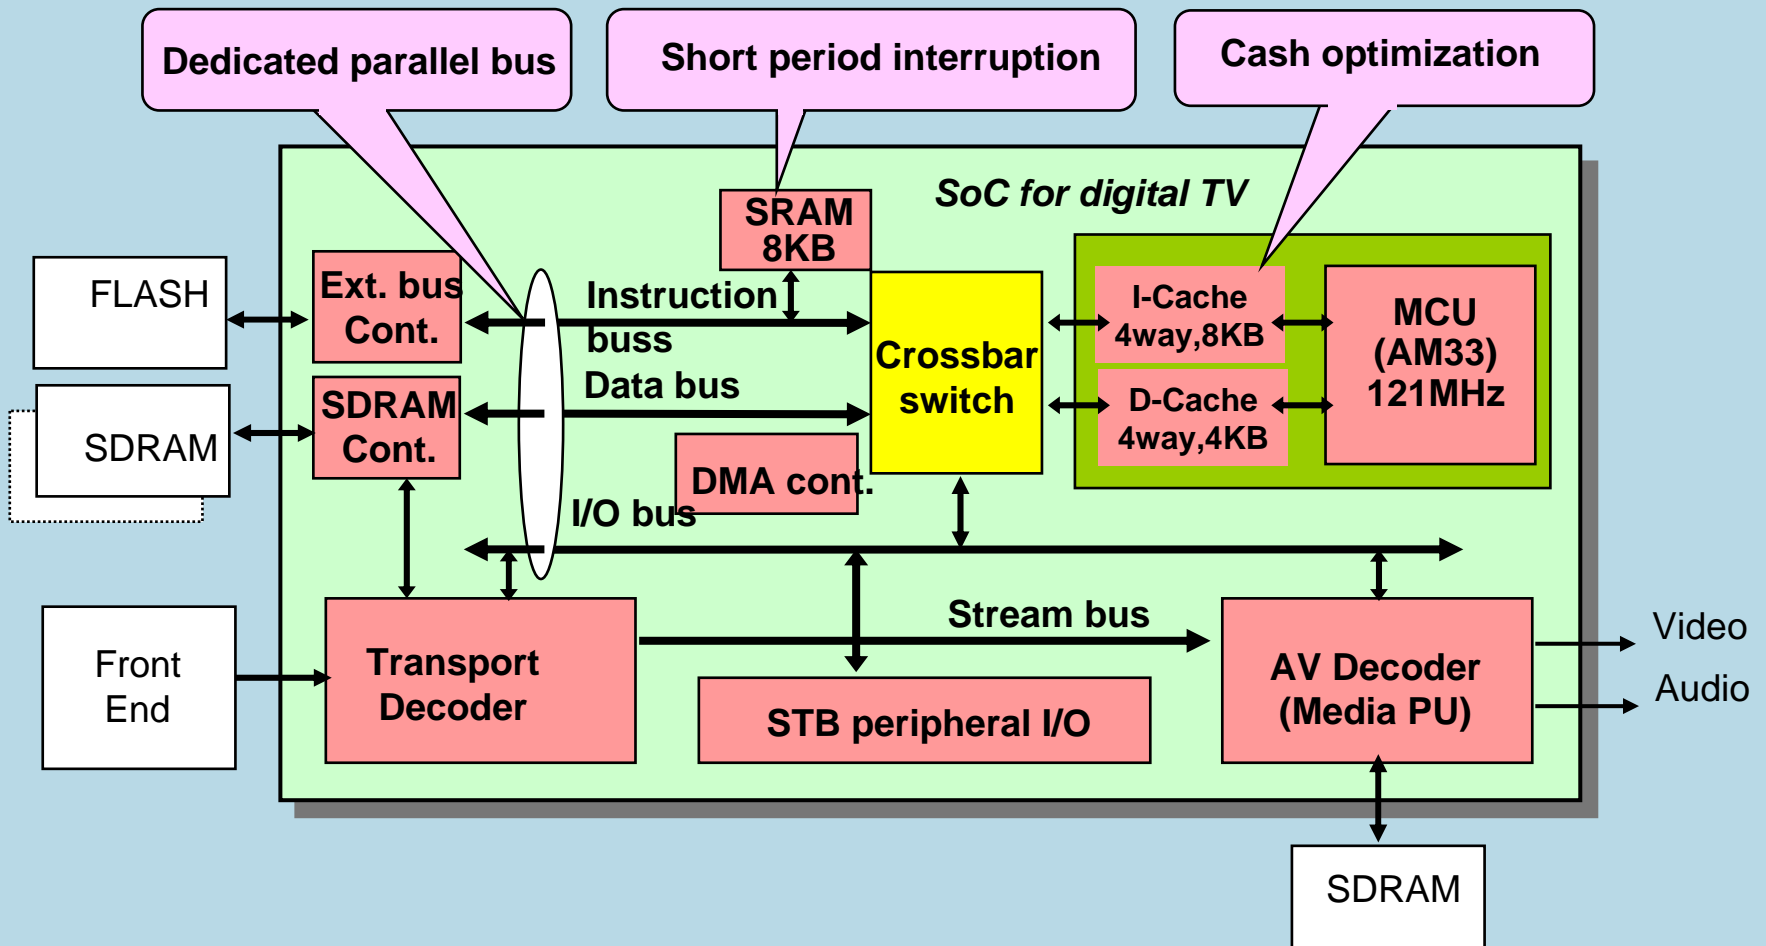 Dedicated parallel bus
Short period interruption
Cash optimization
SoC for digital TV
SRAM
8KB
FLASH
Ext. bus
Cont.
Instruction
buss
Crossbar
switch
I-Cache
4way,8KB
MCU
(AM33)
121MHz
SDRAM
SDRAM
Cont.
Data bus
D-Cache
4way,4KB
DMA cont.
I/O bus
Front
End
Transport
Decoder
Stream bus
STB peripheral I/O
AV Decoder
(Media PU)
Video
Audio
SDRAM